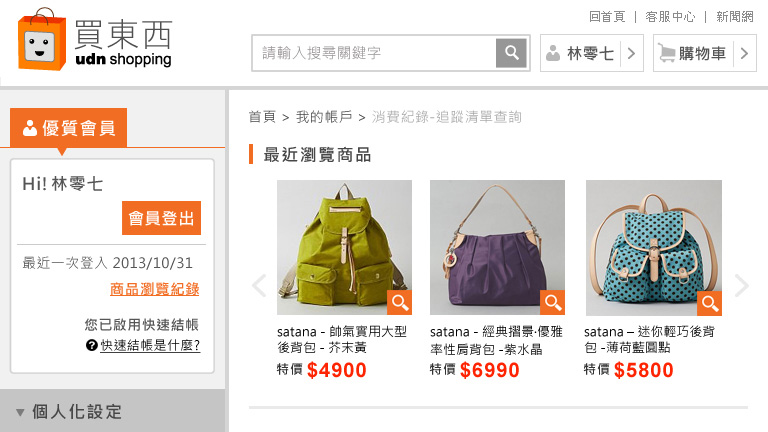 買東西
udn shopping
回首頁 | 客服中心 | 新聞網
請輸入搜尋關鍵字
林零七
購物車
優質會員
Hi! 林零七
會員登出
最近一次登入 2013/10/31
商品瀏覽紀錄
您已啟用快速結帳
? 快速結帳是什麼?
▼ 個人化設定
首頁 > 我的帳戶 > 消費紀錄-追蹤清單查詢
最近瀏覽商品
satana - 帥氣實用大型
後背包 - 芥末黃
特價 $4900
satana - 經典摺景·優雅
率性肩背包 -紫水晶
特價 $6990
satana – 迷你輕巧後背
包 -薄荷藍圓點
特價 $5800